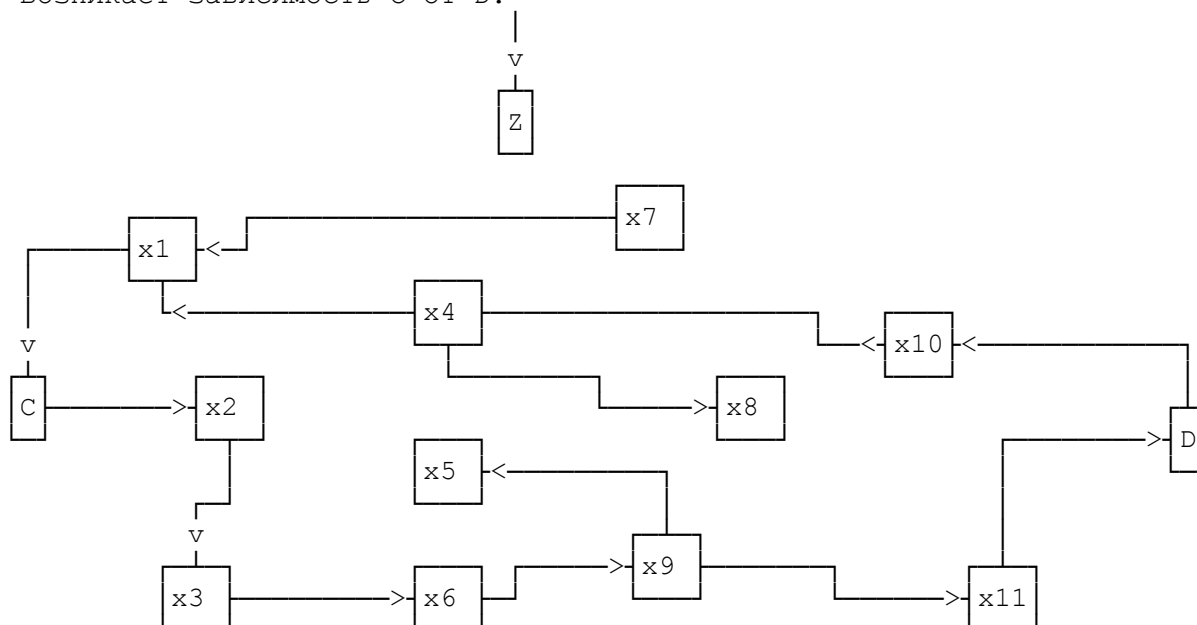 возникает зависимость C от D.
v
Z
x7
x1 <
< x4
v < x10 <
C > x2 > x8
> D
x5 <
v
> x9
x3 > x6 > x11